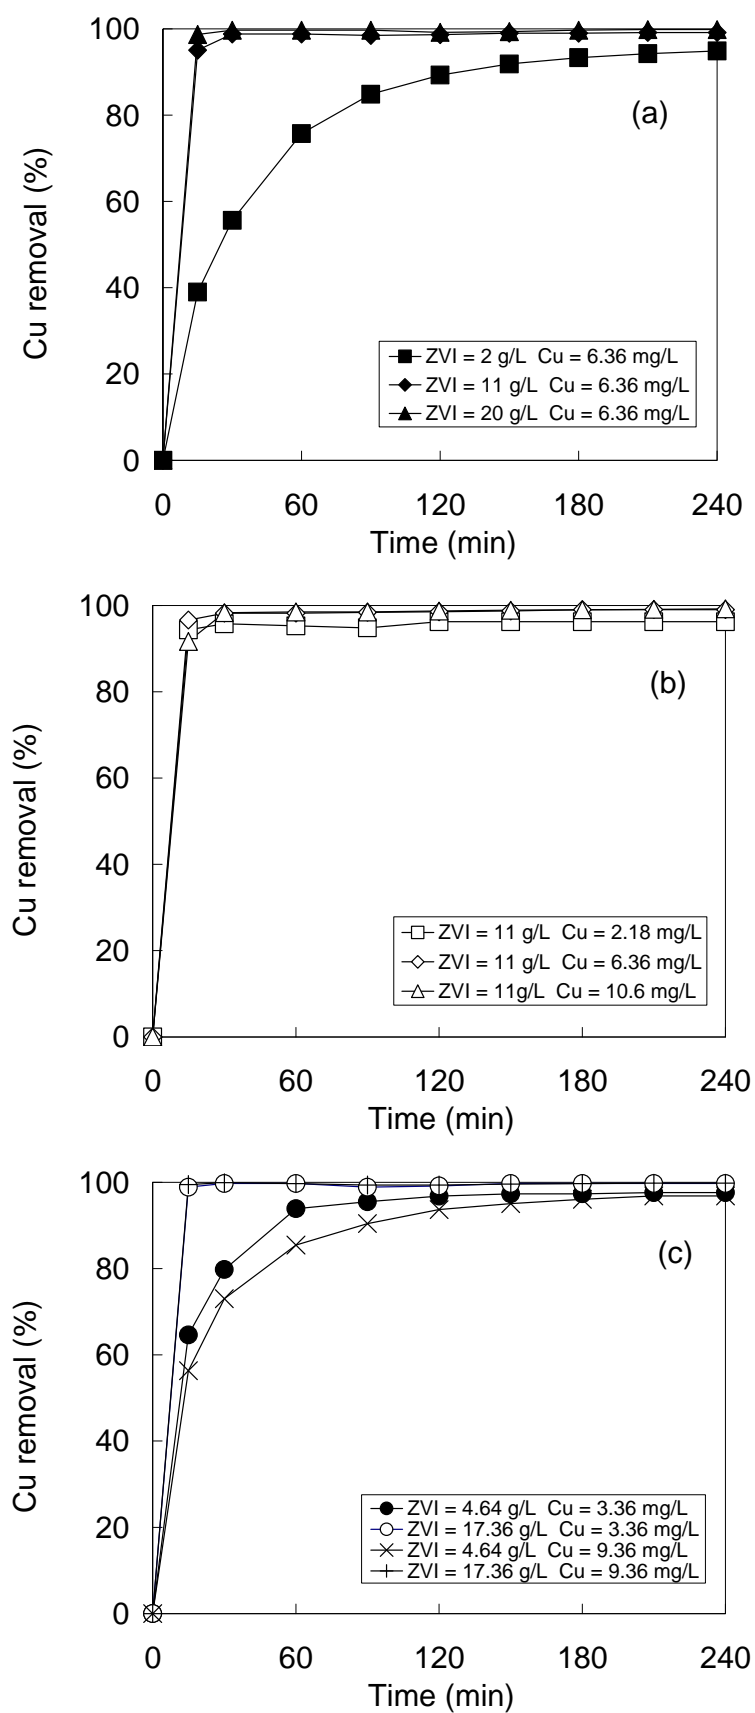 100
80
60
40
20
0
Cu removal (%)
(a)
ZVI = 2 g/L Cu = 6.36 mg/L
ZVI = 11 g/L Cu = 6.36 mg/L
ZVI = 20 g/L Cu = 6.36 mg/L
0 60 120 180 240
Time (min)
100
80
60
40
20
0
Cu removal (%)
(b)
ZVI = 11 g/L Cu = 2.18 mg/L
ZVI = 11 g/L Cu = 6.36 mg/L
ZVI = 11g/L Cu = 10.6 mg/L
0 60 120 180 240
Time (min)
100
80
60
40
20
0
Cu removal (%)
(c)
ZVI = 4.64 g/L Cu = 3.36 mg/L
ZVI = 17.36 g/L Cu = 3.36 mg/L
ZVI = 4.64 g/L Cu = 9.36 mg/L
ZVI = 17.36 g/L Cu = 9.36 mg/L
0 60 120 180 240
Time (min)